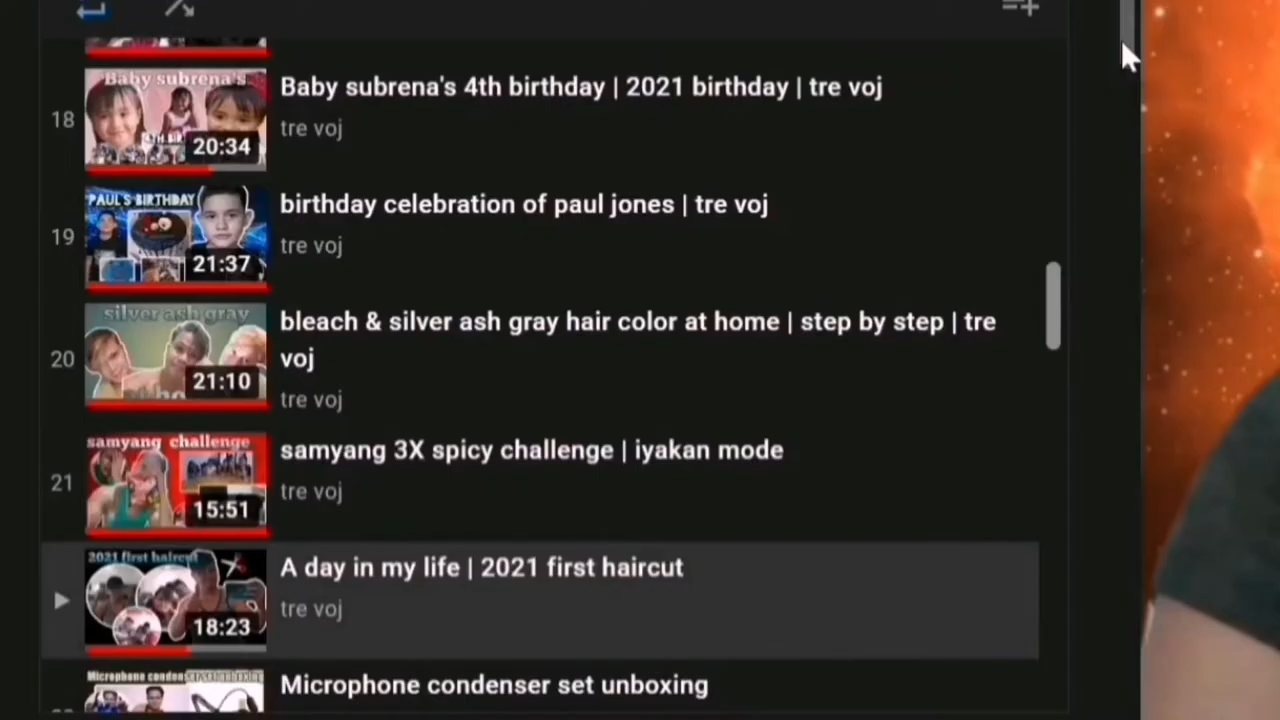 18
Baby subrena's
20:34
Baby subrena's 4th birthday | 2021 birthday | tre voj
tre voj
19
PAUL'S BIRTHDAY
21:37
birthday celebration of paul jones | tre voj
tre voj
20
silver ash gray
21:10
bleach & silver ash gray hair color at home | step by step | tre
voj
tre voj
21
samyang challenge
15:51
samyang 3X spicy challenge | iyakan mode
tre voj
2021 first haircut
18:23
A day in my life | 2021 first haircut
tre voj
Microphone condenser set unboxing
Microphone condenser set unboxing